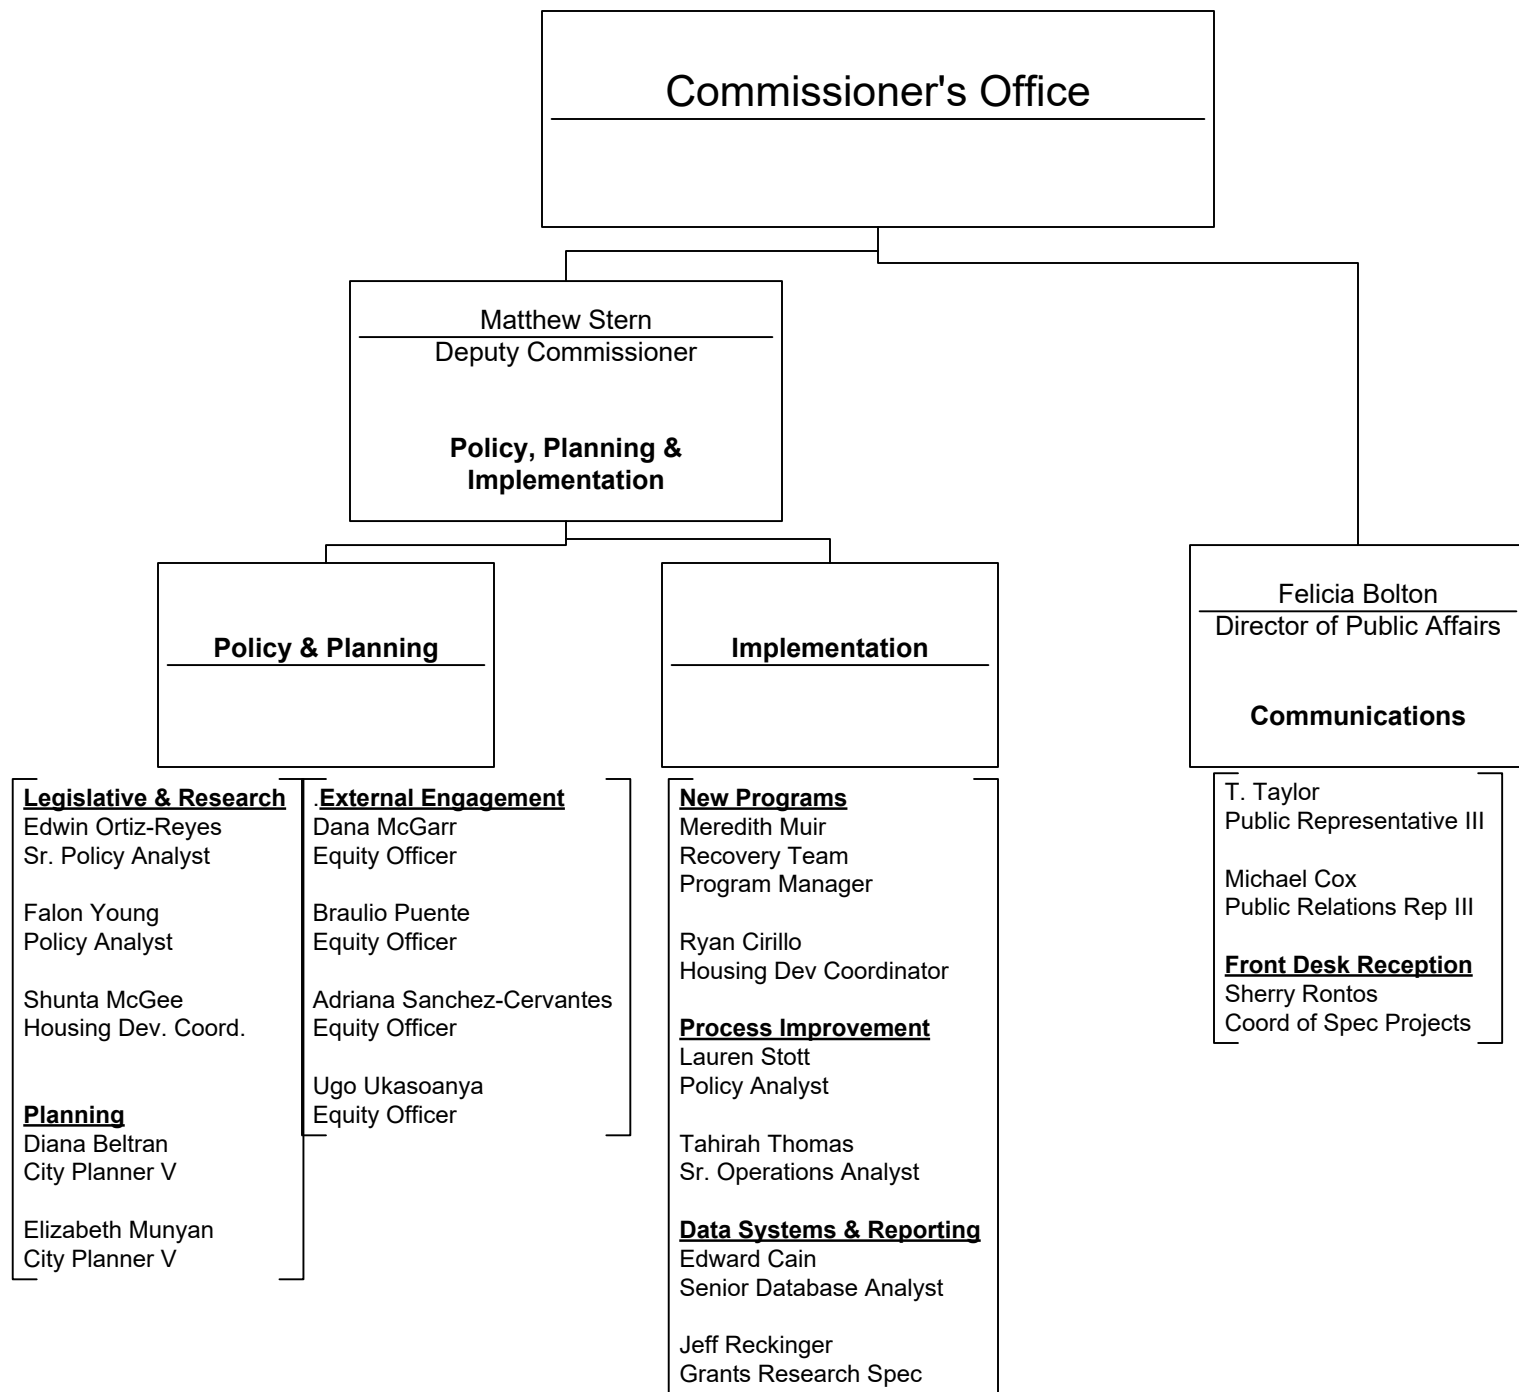 Commissioner's Office
Matthew Stern
Deputy Commissioner
Policy, Planning &
Implementation
Policy & Planning
Legislative & Research
Edwin Ortiz-Reyes
Sr. Policy Analyst
Falon Young
Policy Analyst
Shunta McGee
Housing Dev. Coord.
Planning
Diana Beltran
City Planner V
Elizabeth Munyan
City Planner V
.External Engagement
Dana McGarr
Equity Officer
Braulio Puente
Equity Officer
Adriana Sanchez-Cervantes
Equity Officer
Ugo Ukasoanya
Equity Officer
Implementation
New Programs
Meredith Muir
Recovery Team
Program Manager
Ryan Cirillo
Housing Dev Coordinator
Process Improvement
Lauren Stott
Policy Analyst
Tahirah Thomas
Sr. Operations Analyst
Data Systems & Reporting
Edward Cain
Senior Database Analyst
Jeff Reckinger
Grants Research Spec
Felicia Bolton
Director of Public Affairs
Communications
T. Taylor
Public Representative III
Michael Cox
Public Relations Rep III
Front Desk Reception
Sherry Rontos
Coord of Spec Projects